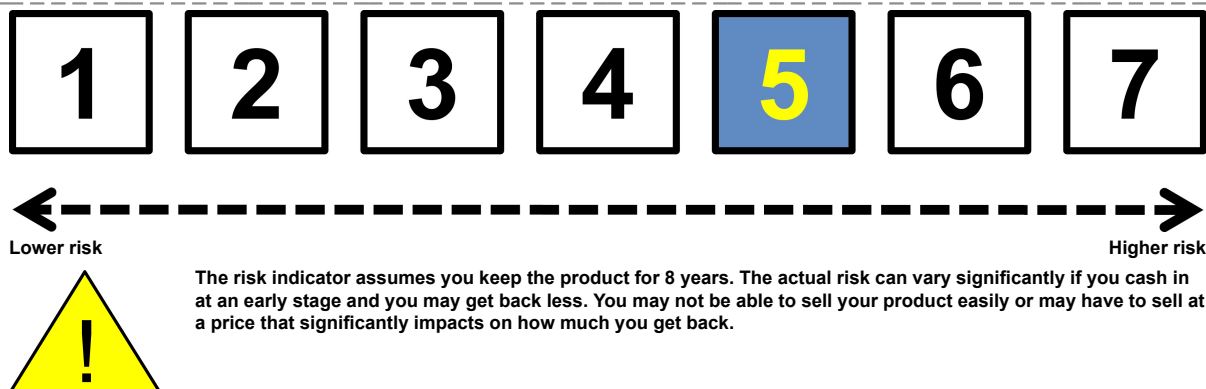 1 2 3 4 5 6 7
Lower risk Higher risk
The risk indicator assumes you keep the product for 8 years. The actual risk can vary significantly if you cash in
at an early stage and you may get back less. You may not be able to sell your product easily or may have to sell at
a price that significantly impacts on how much you get back.
!